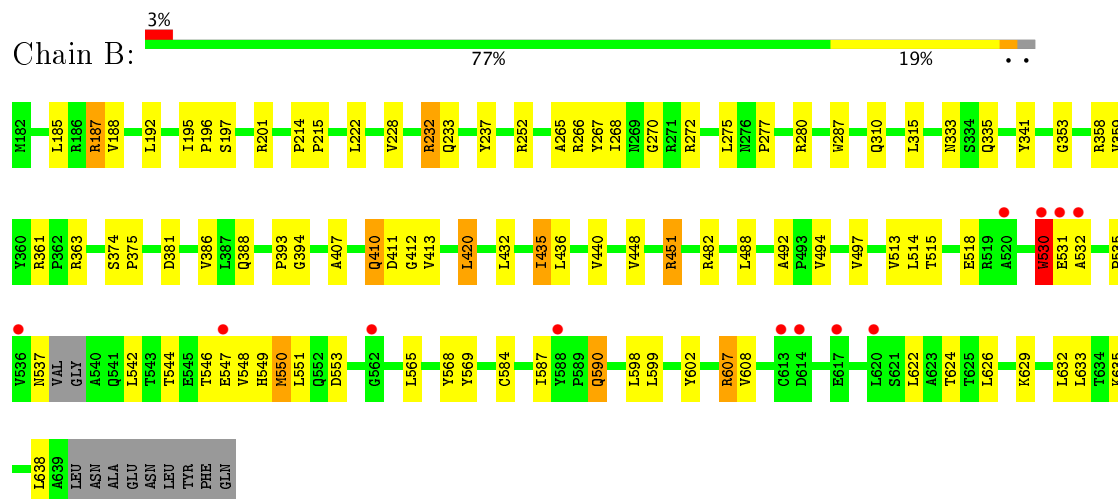 3%
Chain B:
77% 19% • •
M182 L185 R186 R187 V188 L192 I195 P196 S197 R201 P214 P215 L222 V228 R232 Q233 Y237 R252 A265 R266 Y267 I268 N269 G270 R271 R272 L275 N276 P277 R280 W287 Q310 L315 N333 S334 Q335 Y341 G353 R358 V359
Y360 R361 P362 R363 S374 P375 D381 V386 L387 Q388 P393 G394 A407 Q410 D411 G412 V413 L420 L432 I435 L436 V440 V448 R451 R482 L488 A492 P493 V494 V497 V513 L514 T515 E518 R519 A520 W530 E531 A532 P535
V536 N537 VAL GLY A540 Q541 L542 T543 T544 E545 T546 E547 V548 H549 M550 L551 Q552 D553 G562 L565 Y568 Y569 C584 I587 Y588 P589 Q590 L598 L599 Y602 R607 V608 C613 D614 E617 L620 S621 L622 A623 T624 T625 L626 K629 L632 L633 T634 K635
L638 A639 LEU ASN ALA GLU ASN LEU TYR PHE GLN